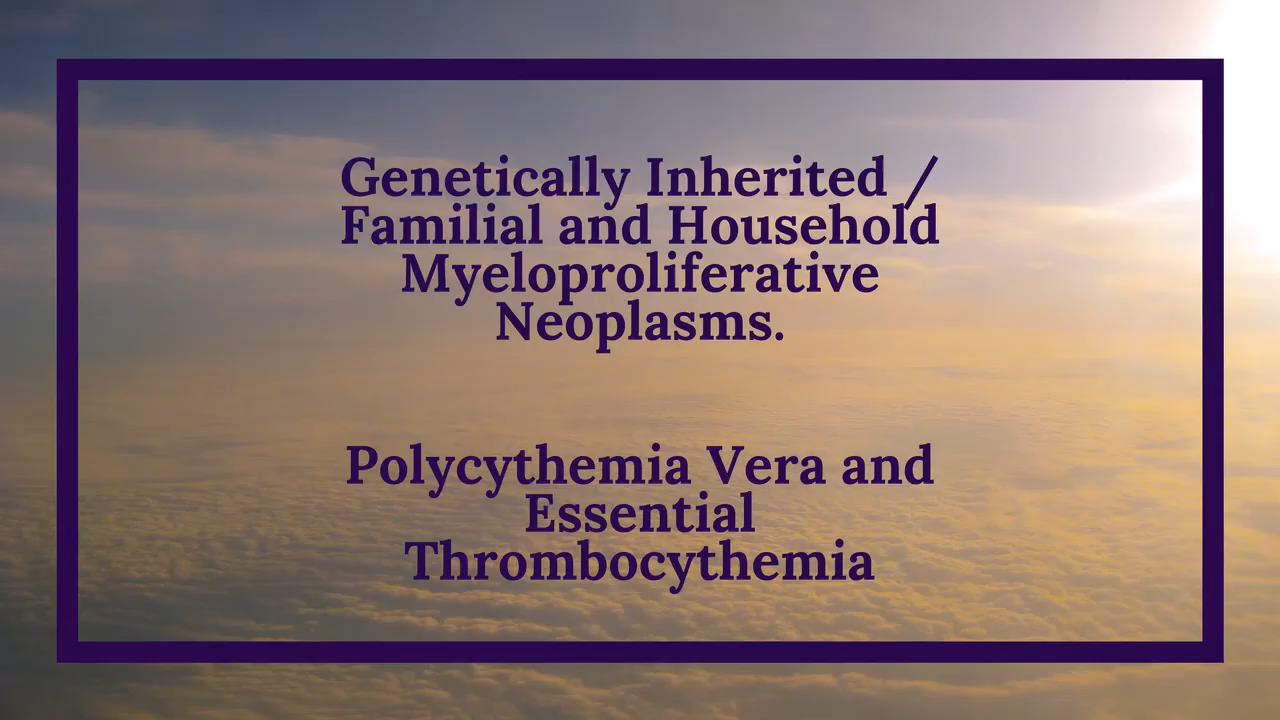 Genetically Inherited /
Familial and Household
Myeloproliferative
Neoplasms.
Polycythemia Vera and
Essential
Thrombocythemia